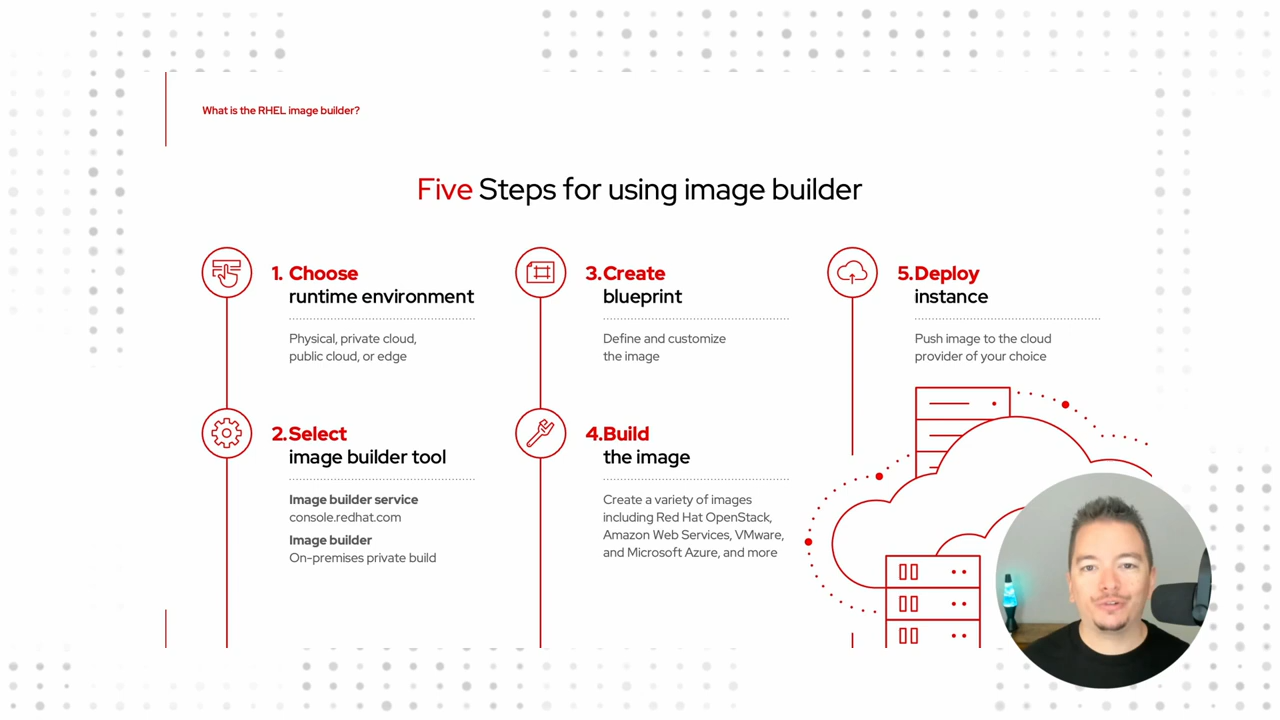 What is the RHEL image builder?
Five Steps for using image builder
1. Choose
runtime environment
Physical, private cloud,
public cloud, or edge
2.Select
image builder tool
Image builder service
console.redhat.com
Image builder
On-premises private build
3.Create
blueprint
Define and customize
the image
4.Build
the image
Create a variety of images
including Red Hat OpenStack,
Amazon Web Services, VMware,
and Microsoft Azure, and more
5.Deploy
instance
Push image to the cloud
provider of your choice